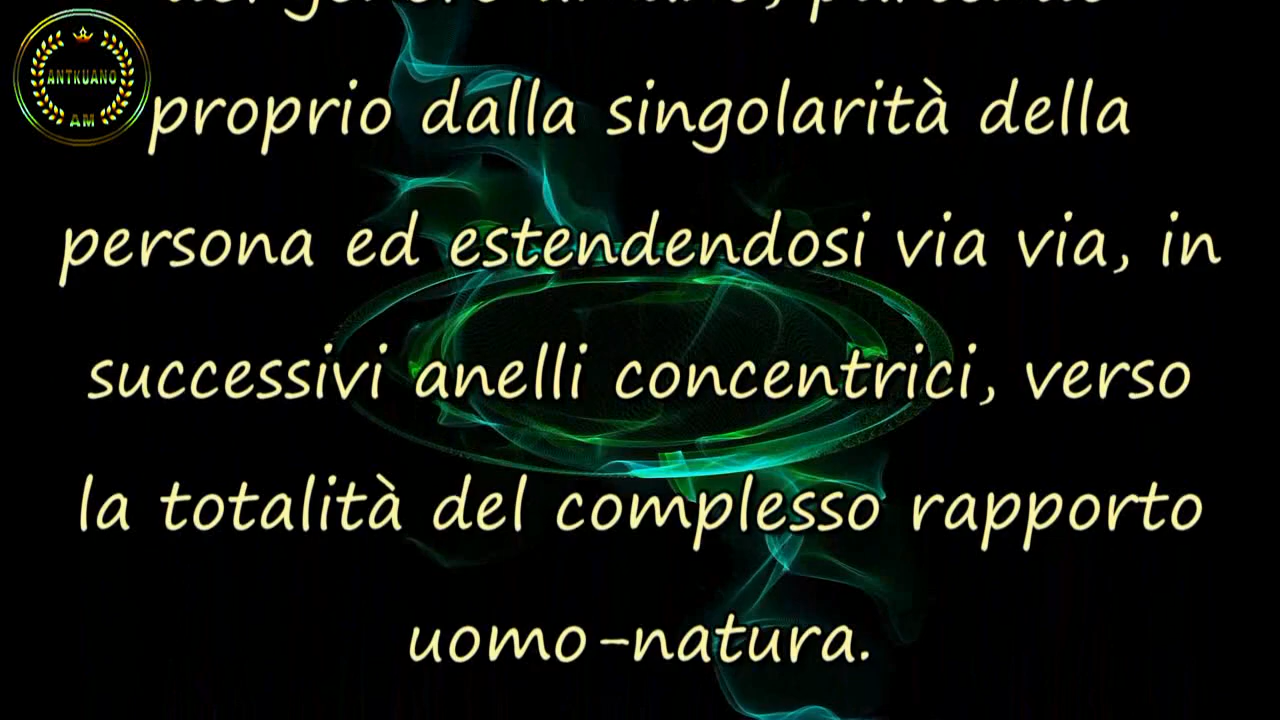 ANTKUANO
AM
proprio dalla singolarità della
persona ed estendendosi via via, in
successivi anelli concentrici, verso
la totalità del complesso rapporto
uomo-natura.